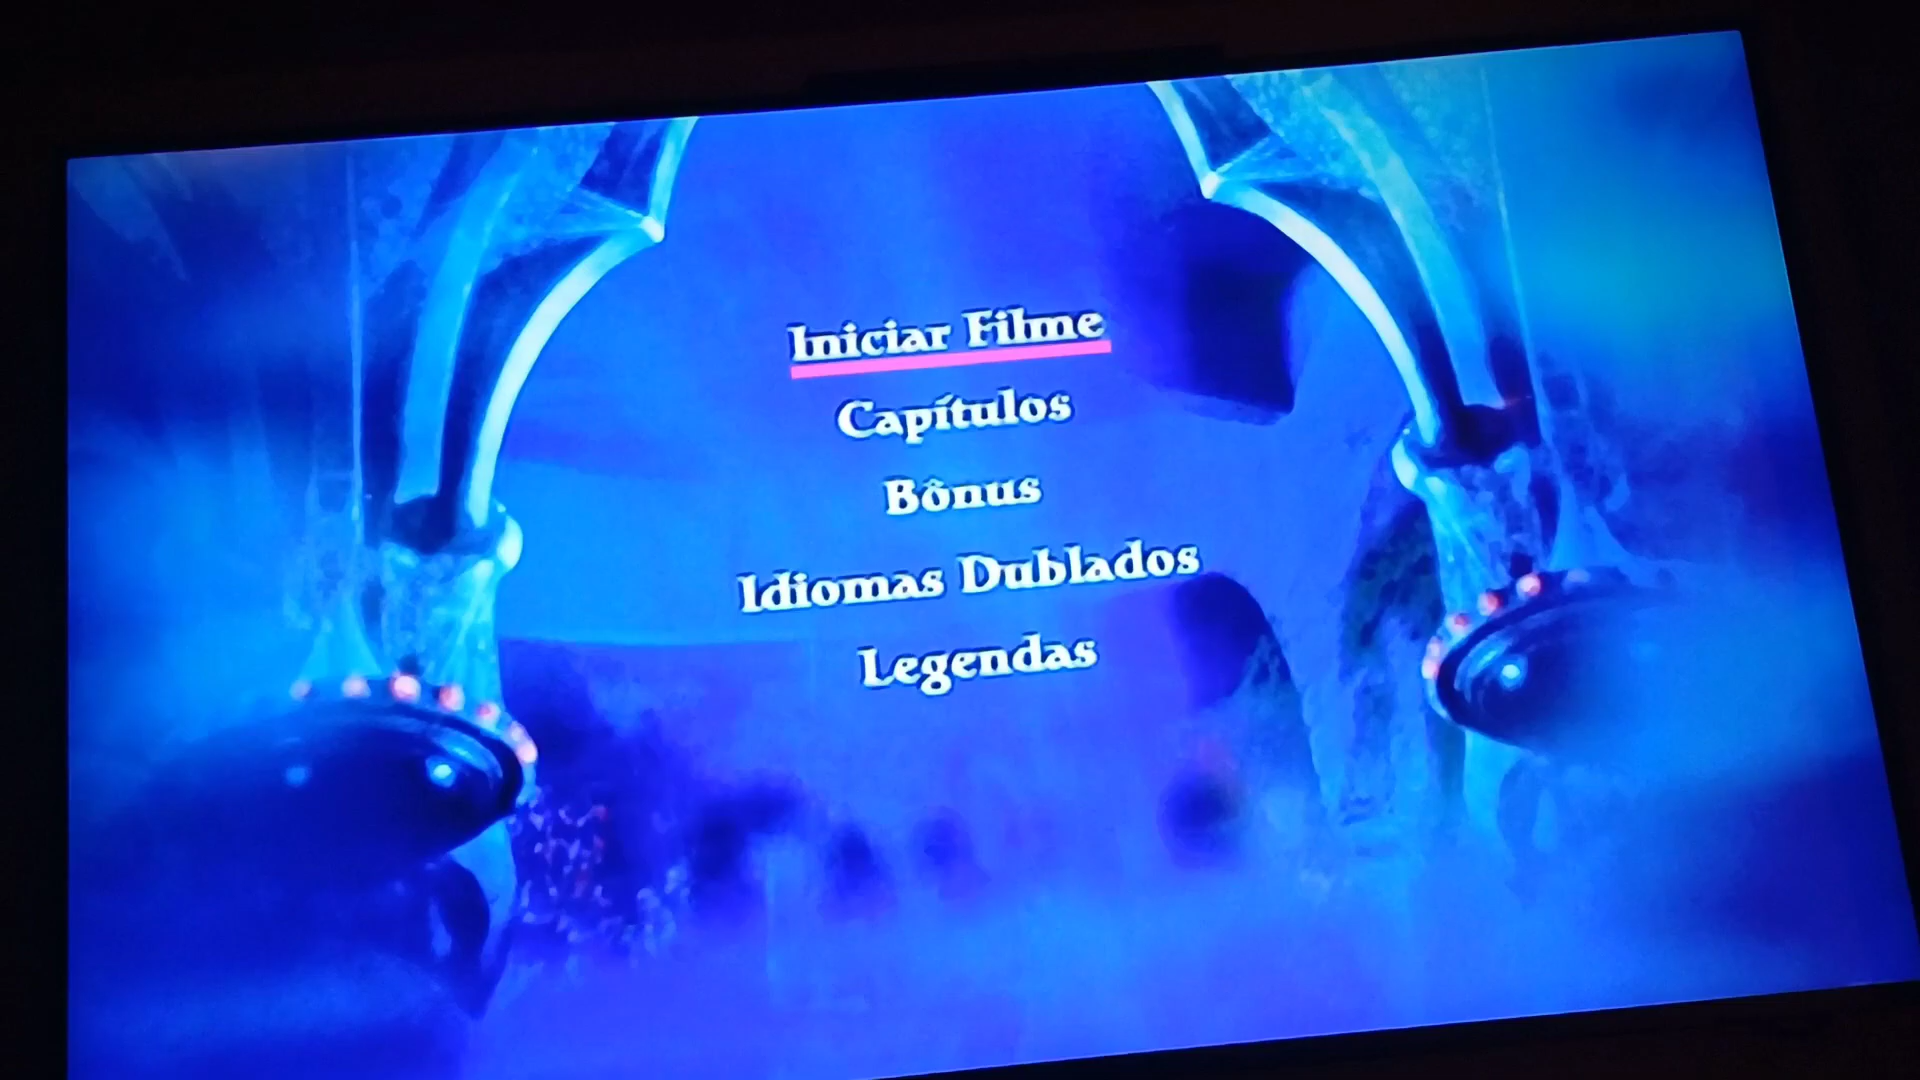 Iniciar Filme
Capítulos
Bônus
Idiomas Dublados
Legendas